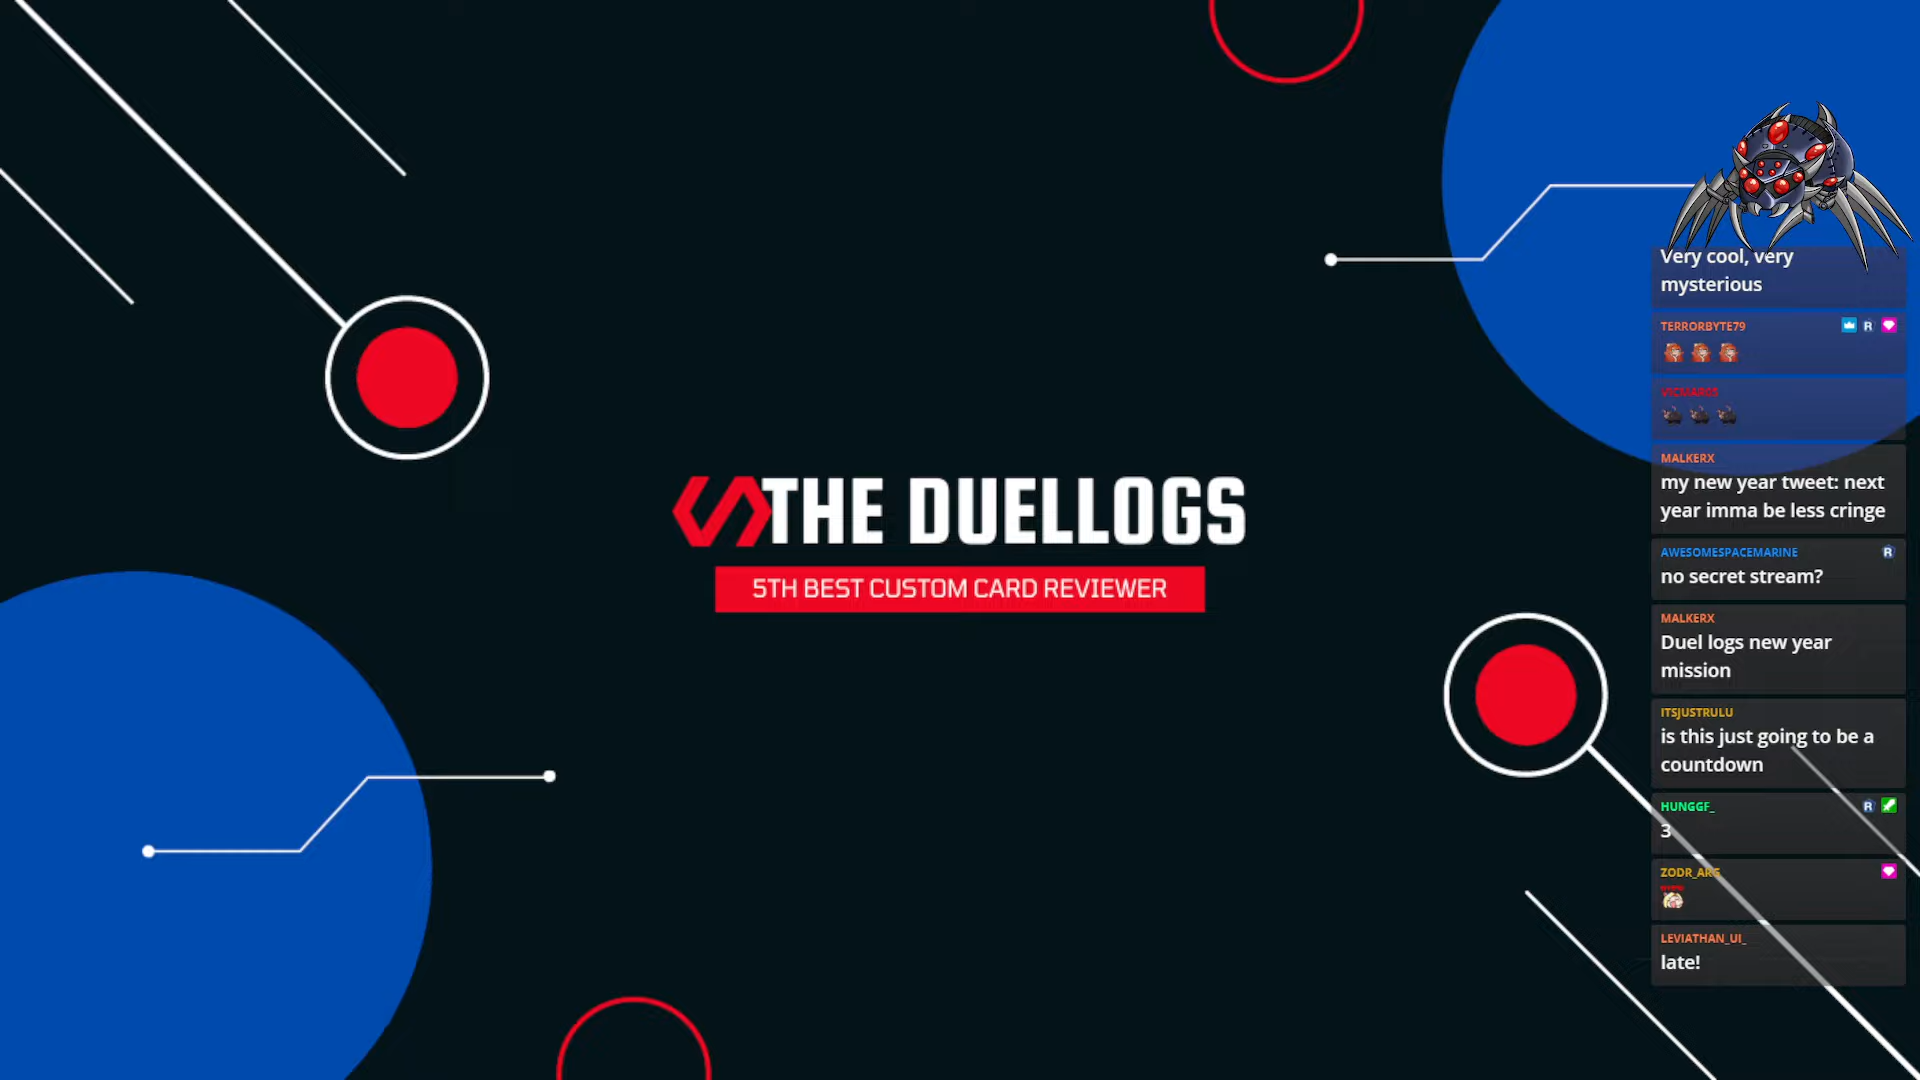 THE DUELLOGS
5TH BEST CUSTOM CARD REVIEWER
Very cool, very
mysterious
TERRORBYTE79
R
VICMAR05
MALKERX
my new year tweet: next
year imma be less cringe
AWESOMESPACEMARINE
R
no secret stream?
MALKERX
Duel logs new year
mission
ITSJUSTRULU
is this just going to be a
countdown
HUNGGF_
R
3
ZODR_ARG
LEVIATHAN_UI_
late!